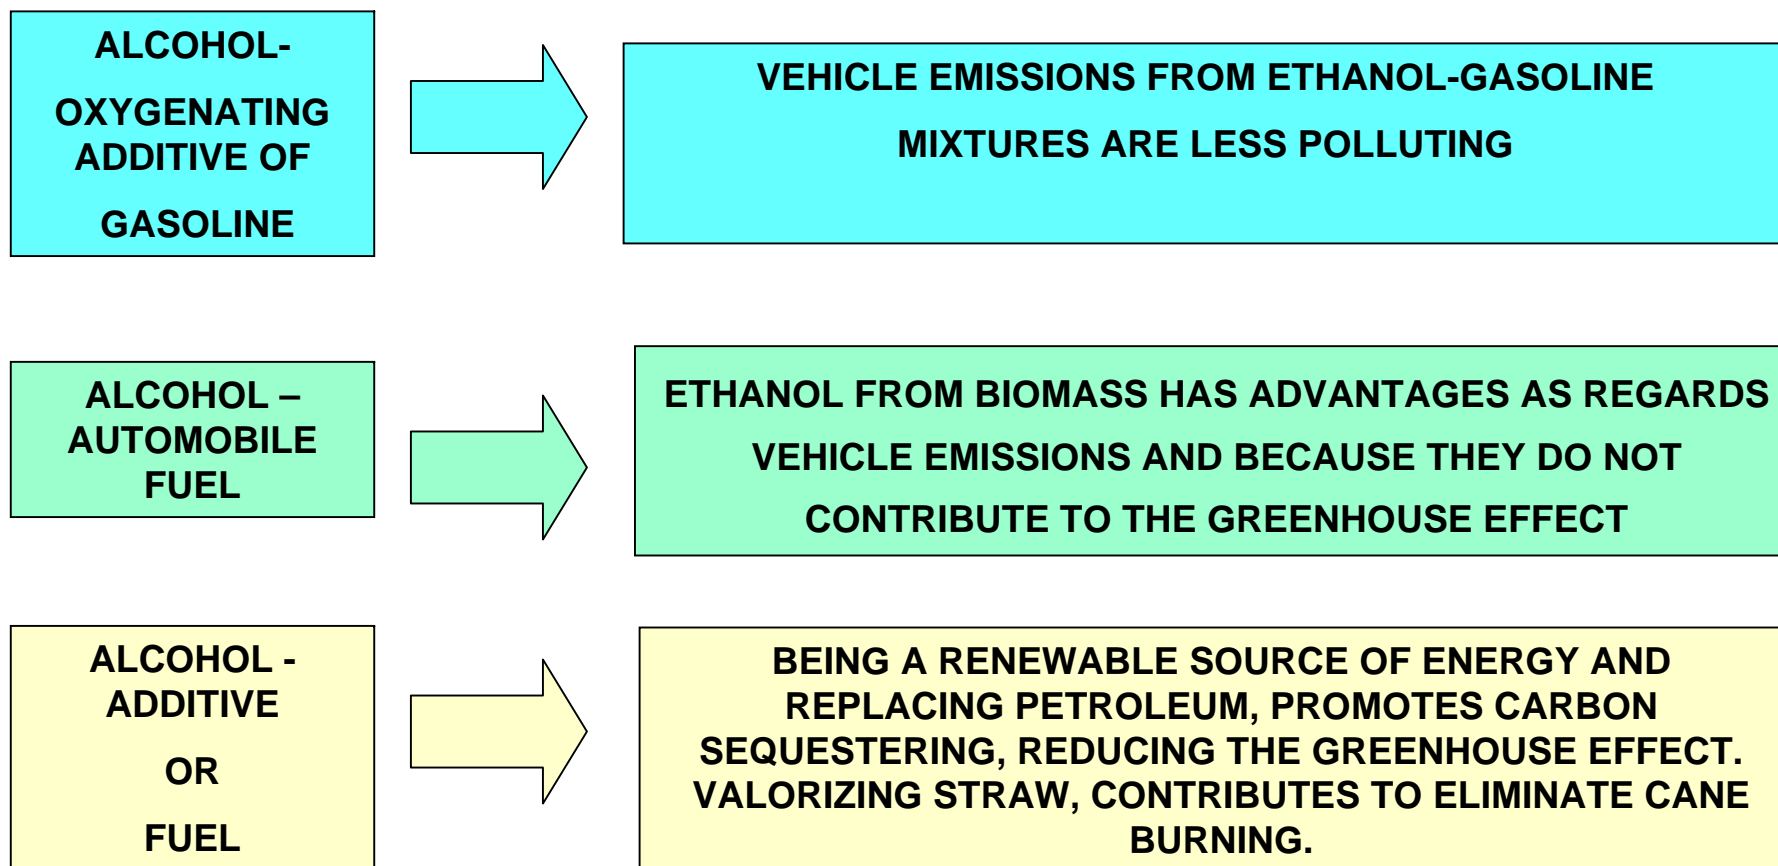 ALCOHOL-
OXYGENATING
ADDITIVE OF
GASOLINE
VEHICLE EMISSIONS FROM ETHANOL-GASOLINE
MIXTURES ARE LESS POLLUTING
ALCOHOL –
AUTOMOBILE
FUEL
ETHANOL FROM BIOMASS HAS ADVANTAGES AS REGARDS
VEHICLE EMISSIONS AND BECAUSE THEY DO NOT
CONTRIBUTE TO THE GREENHOUSE EFFECT
ALCOHOL -
ADDITIVE
OR
FUEL
BEING A RENEWABLE SOURCE OF ENERGY AND
REPLACING PETROLEUM, PROMOTES CARBON
SEQUESTERING, REDUCING THE GREENHOUSE EFFECT.
VALORIZING STRAW, CONTRIBUTES TO ELIMINATE CANE
BURNING.